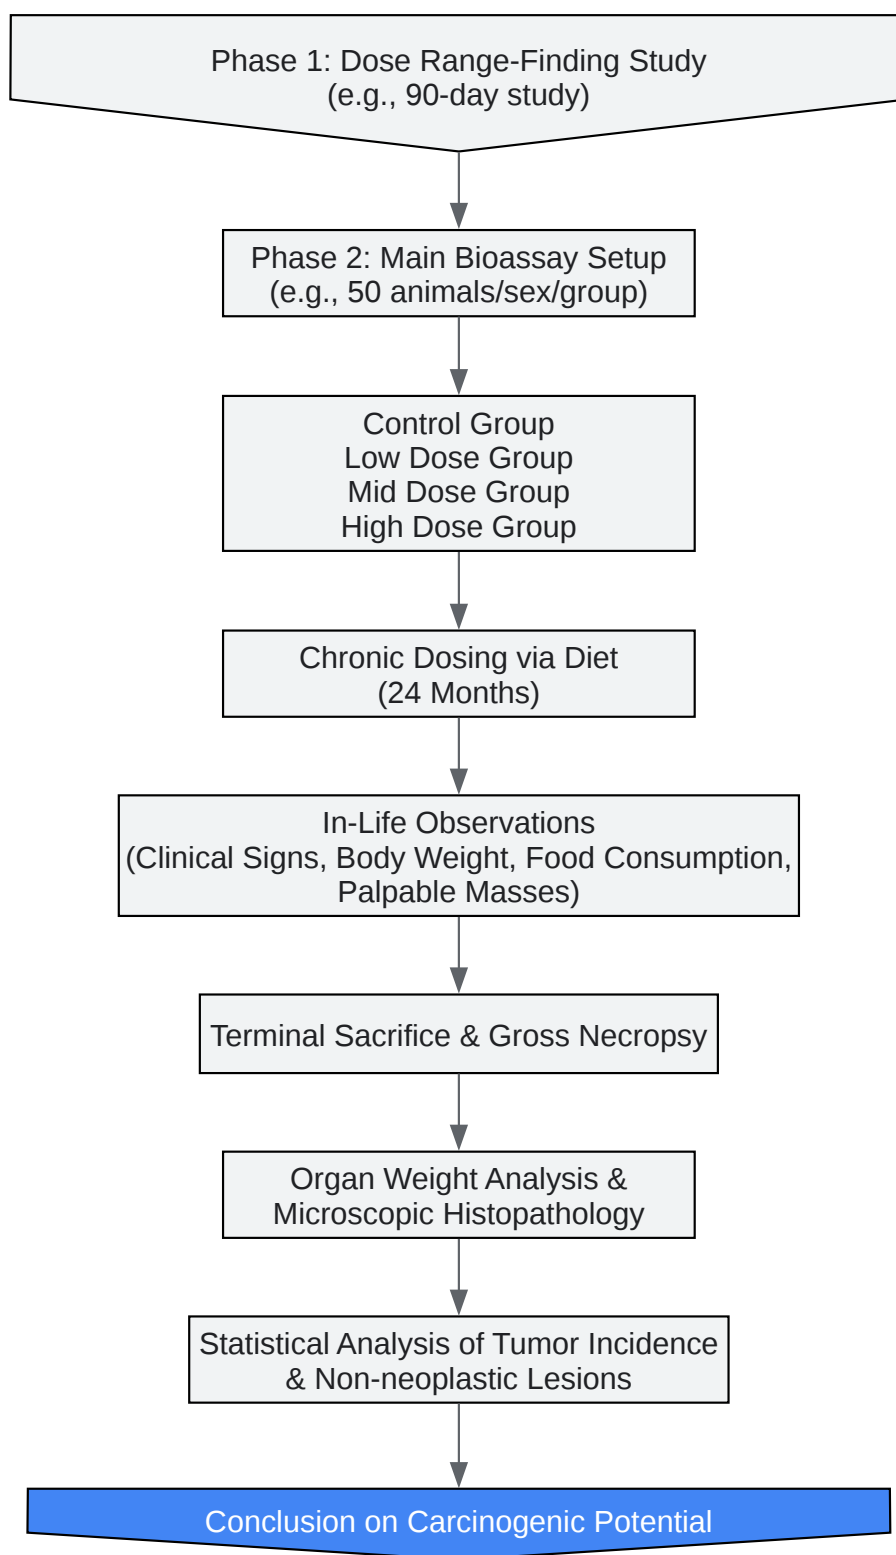 Phase 1: Dose Range-Finding Study
(e.g., 90-day study)
Phase 2: Main Bioassay Setup
(e.g., 50 animals/sex/group)
Control Group
Low Dose Group
Mid Dose Group
High Dose Group
Chronic Dosing via Diet
(24 Months)
In-Life Observations
(Clinical Signs, Body Weight, Food Consumption,
Palpable Masses)
Terminal Sacrifice & Gross Necropsy
Organ Weight Analysis &
Microscopic Histopathology
Statistical Analysis of Tumor Incidence
& Non-neoplastic Lesions
Conclusion on Carcinogenic Potential